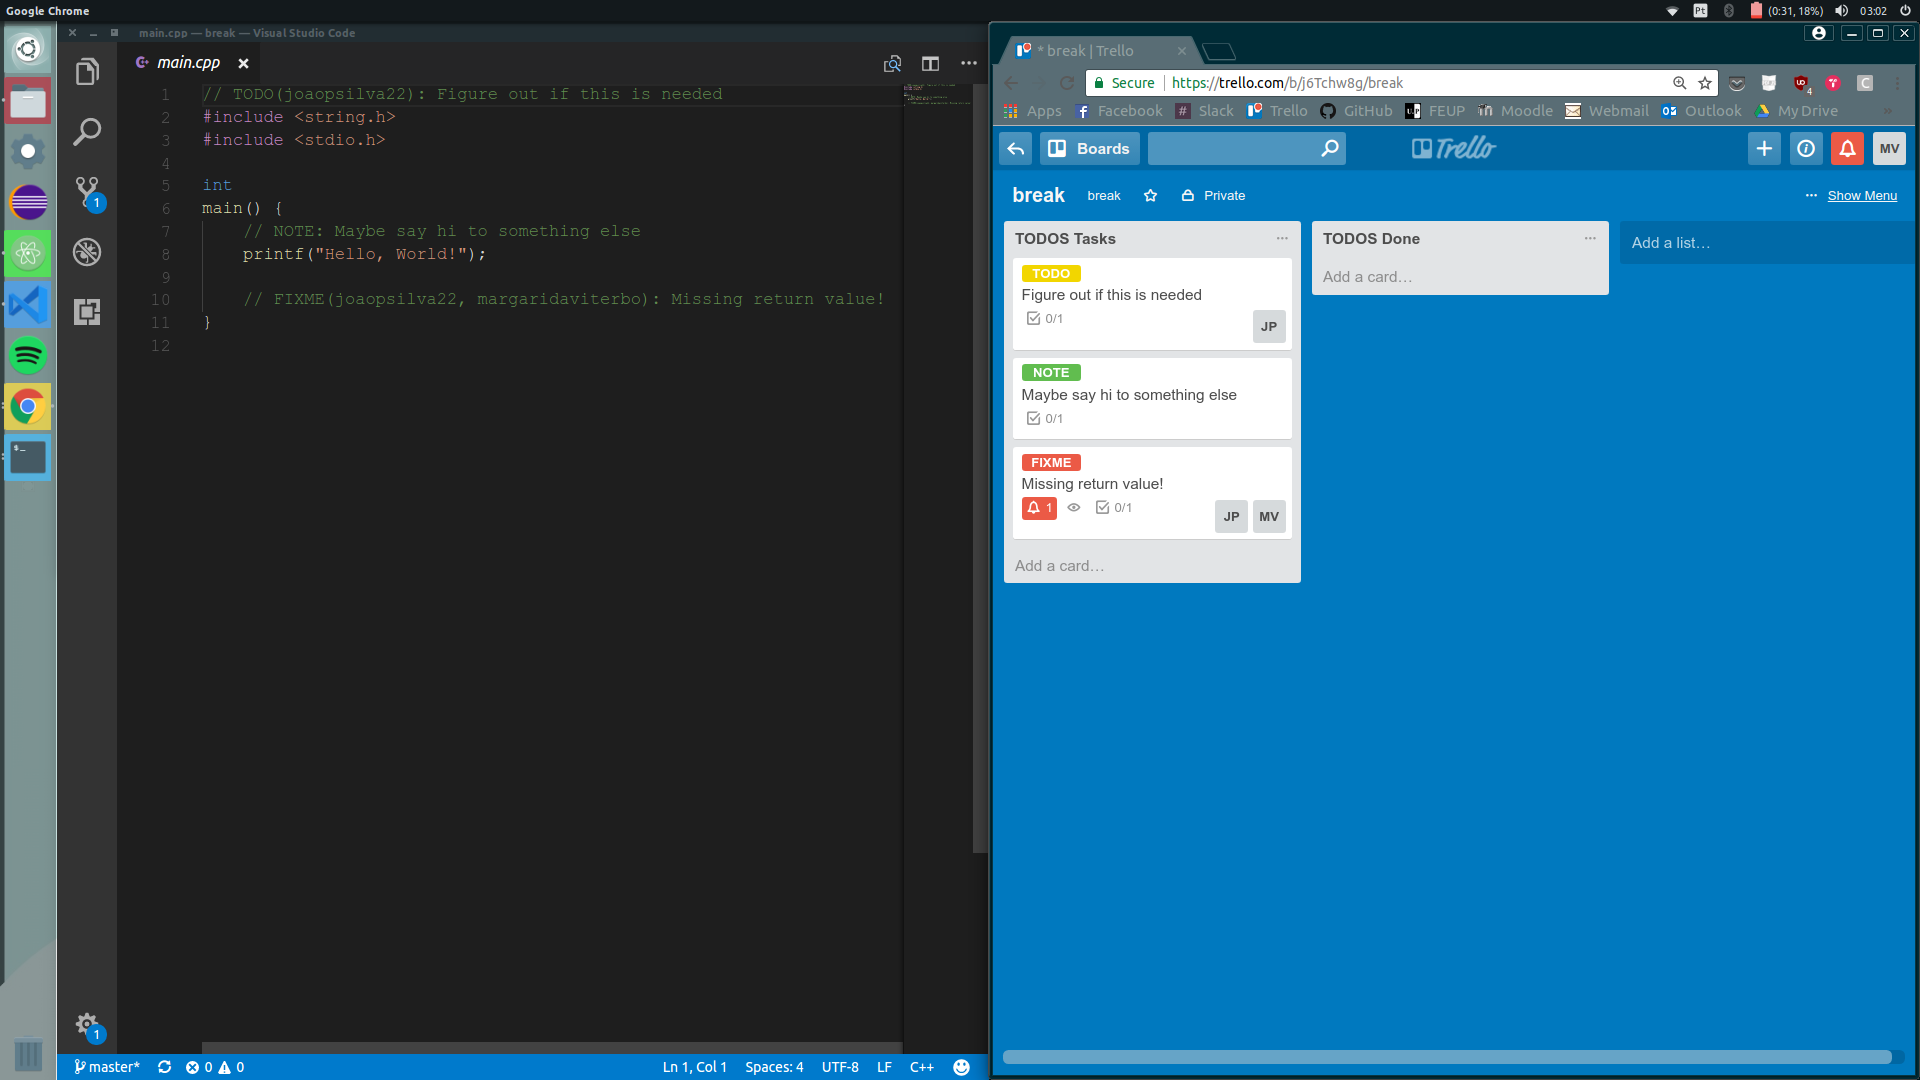 Google Chrome
Pt
(0:31, 18%)
03:02
main.cpp — break — Visual Studio Code
main.cpp
1 // TODO(joaopsilva22): Figure out if this is needed
2 #include <string.h>
3 #include <stdio.h>
4
5 int
6 main() {
7 // NOTE: Maybe say hi to something else
8 printf("Hello, World!");
9
10 // FIXME(joaopsilva22, margaridaviterbo): Missing return value!
11 }
12
1
1
master* 0 0
Ln 1, Col 1 Spaces: 4 UTF-8 LF C++
* break | Trello
Secure https://trello.com/b/j6Tchw8g/break
4
C
Apps Facebook Slack Trello GitHub FEUP Moodle Webmail Outlook My Drive »
Boards
Trello
MV
break break Private
Show Menu
TODOS Tasks
TODO
Figure out if this is needed
0/1
JP
NOTE
Maybe say hi to something else
0/1
FIXME
Missing return value!
1 0/1
JP MV
Add a card…
TODOS Done
Add a card…
Add a list…